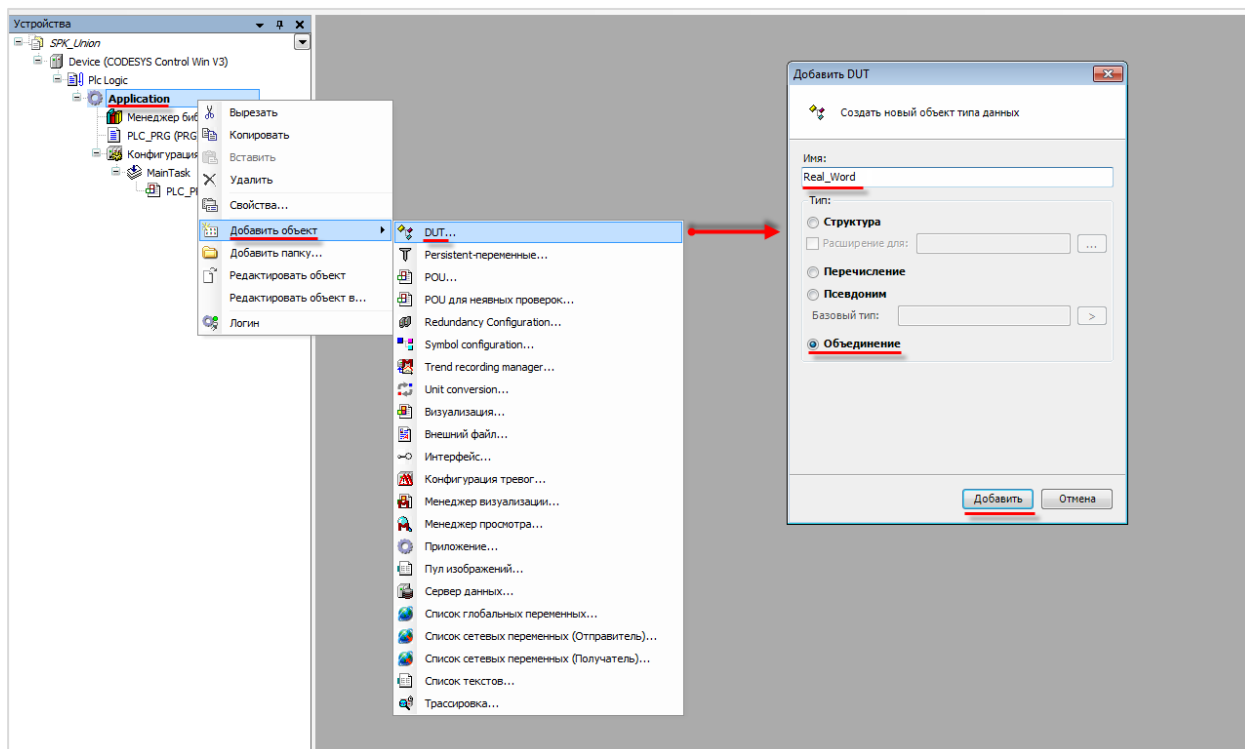 Устройства
SPK_Union
Device (CODESYS Control Win V3)
Plc Logic
Application
Менеджер биб
PLC_PRG (PRG
Конфигурация
MainTask
PLC_P
Вырезать
Копировать
Вставить
Удалить
Свойства...
Добавить объект
Добавить папку...
Редактировать объект
Редактировать объект в...
Логин
DUT...
Persistent-переменные...
POU...
POU для неявных проверок...
Redundancy Configuration...
Symbol configuration...
Trend recording manager...
Unit conversion...
Визуализация...
Внешний файл...
Интерфейс...
Конфигурация тревог...
Менеджер визуализации...
Менеджер просмотра...
Приложение...
Пул изображений...
Сервер данных...
Список глобальных переменных...
Список сетевых переменных (Отправитель)...
Список сетевых переменных (Получатель)...
Список текстов...
Трассировка...
Добавить DUT
Создать новый объект типа данных
Имя:
Real_Word
Тип:
Структура
Расширение для:
...
Перечисление
Псевдоним
Базовый тип:
>
Объединение
Добавить
Отмена